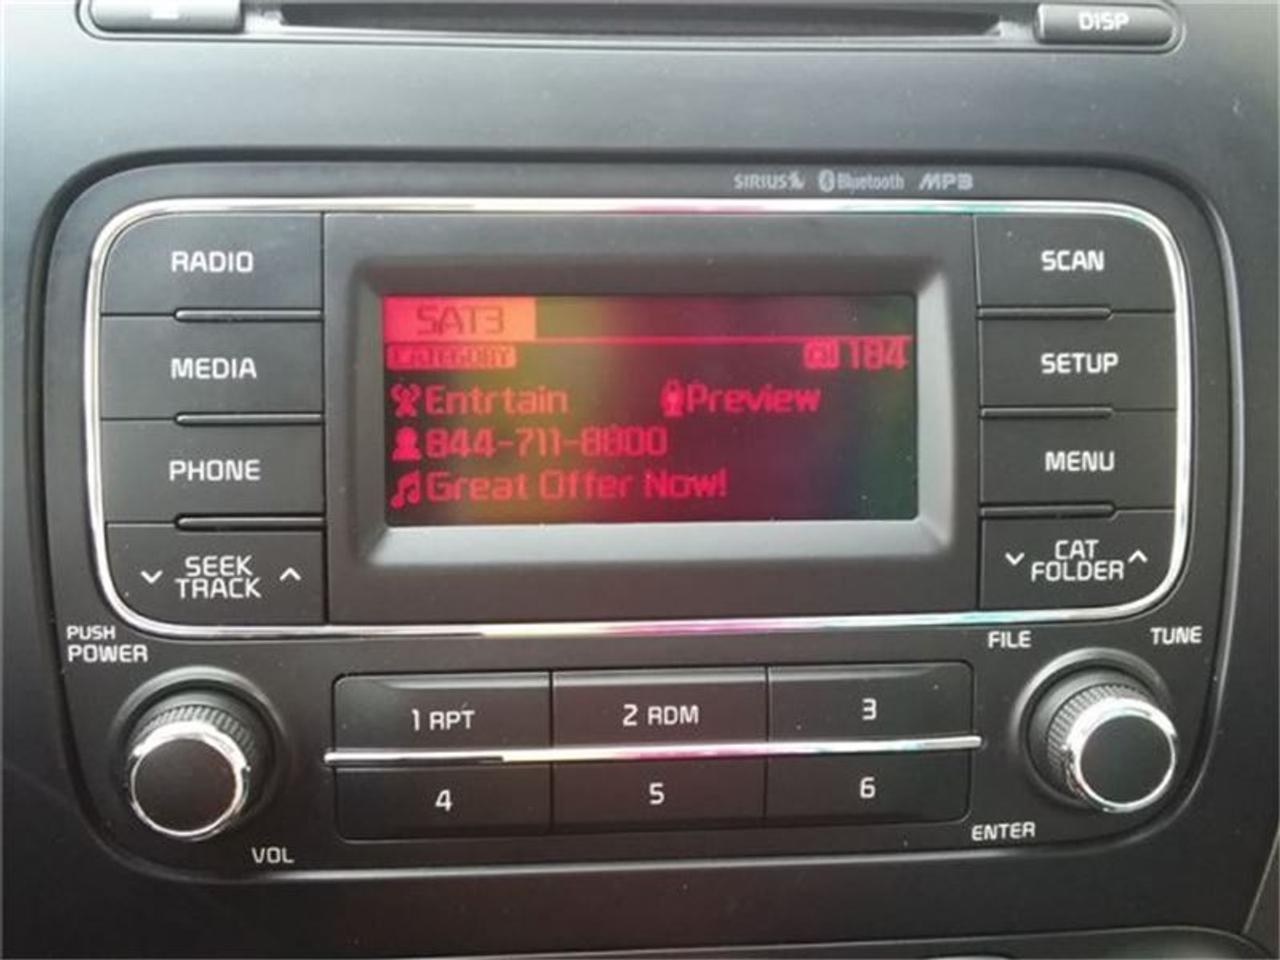 DISP
SIRIUS Bluetooth MP3
RADIO
MEDIA
PHONE
SEEK
TRACK
SAT3
CATEGORY
CH 184
Entrtain Preview
844-711-8800
Great Offer Now!
SCAN
SETUP
MENU
CAT
FOLDER
PUSH
POWER
VOL
1 RPT
2 RDM
3
4
5
6
FILE
TUNE
ENTER